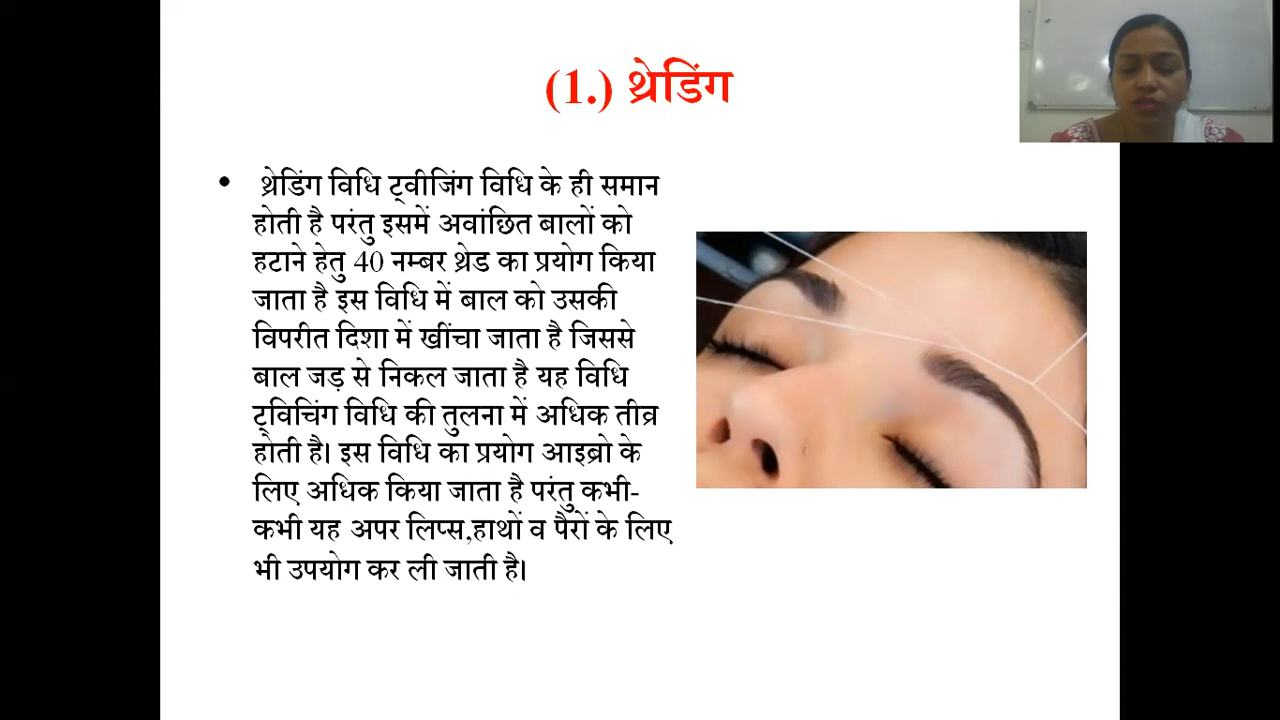 (1.) थ्रेडिंग
• थ्रेडिंग विधि ट्वीजिंग विधि के ही समान
होती है परंतु इसमें अवांछित बालों को
हटाने हेतु 40 नम्बर थ्रेड का प्रयोग किया
जाता है इस विधि में बाल को उसकी
विपरीत दिशा में खींचा जाता है जिससे
बाल जड़ से निकल जाता है यह विधि
ट्विचिंग विधि की तुलना में अधिक तीव्र
होती है। इस विधि का प्रयोग आइब्रो के
लिए अधिक किया जाता है परंतु कभी-
कभी यह अपर लिप्स,हाथों व पैरों के लिए
भी उपयोग कर ली जाती है।